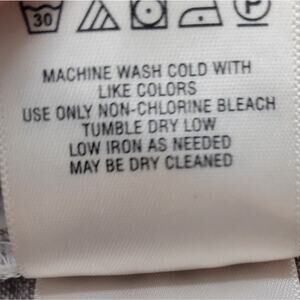 30 P
MACHINE WASH COLD WITH
LIKE COLORS
USE ONLY NON-CHLORINE BLEACH
TUMBLE DRY LOW
LOW IRON AS NEEDED
MAY BE DRY CLEANED